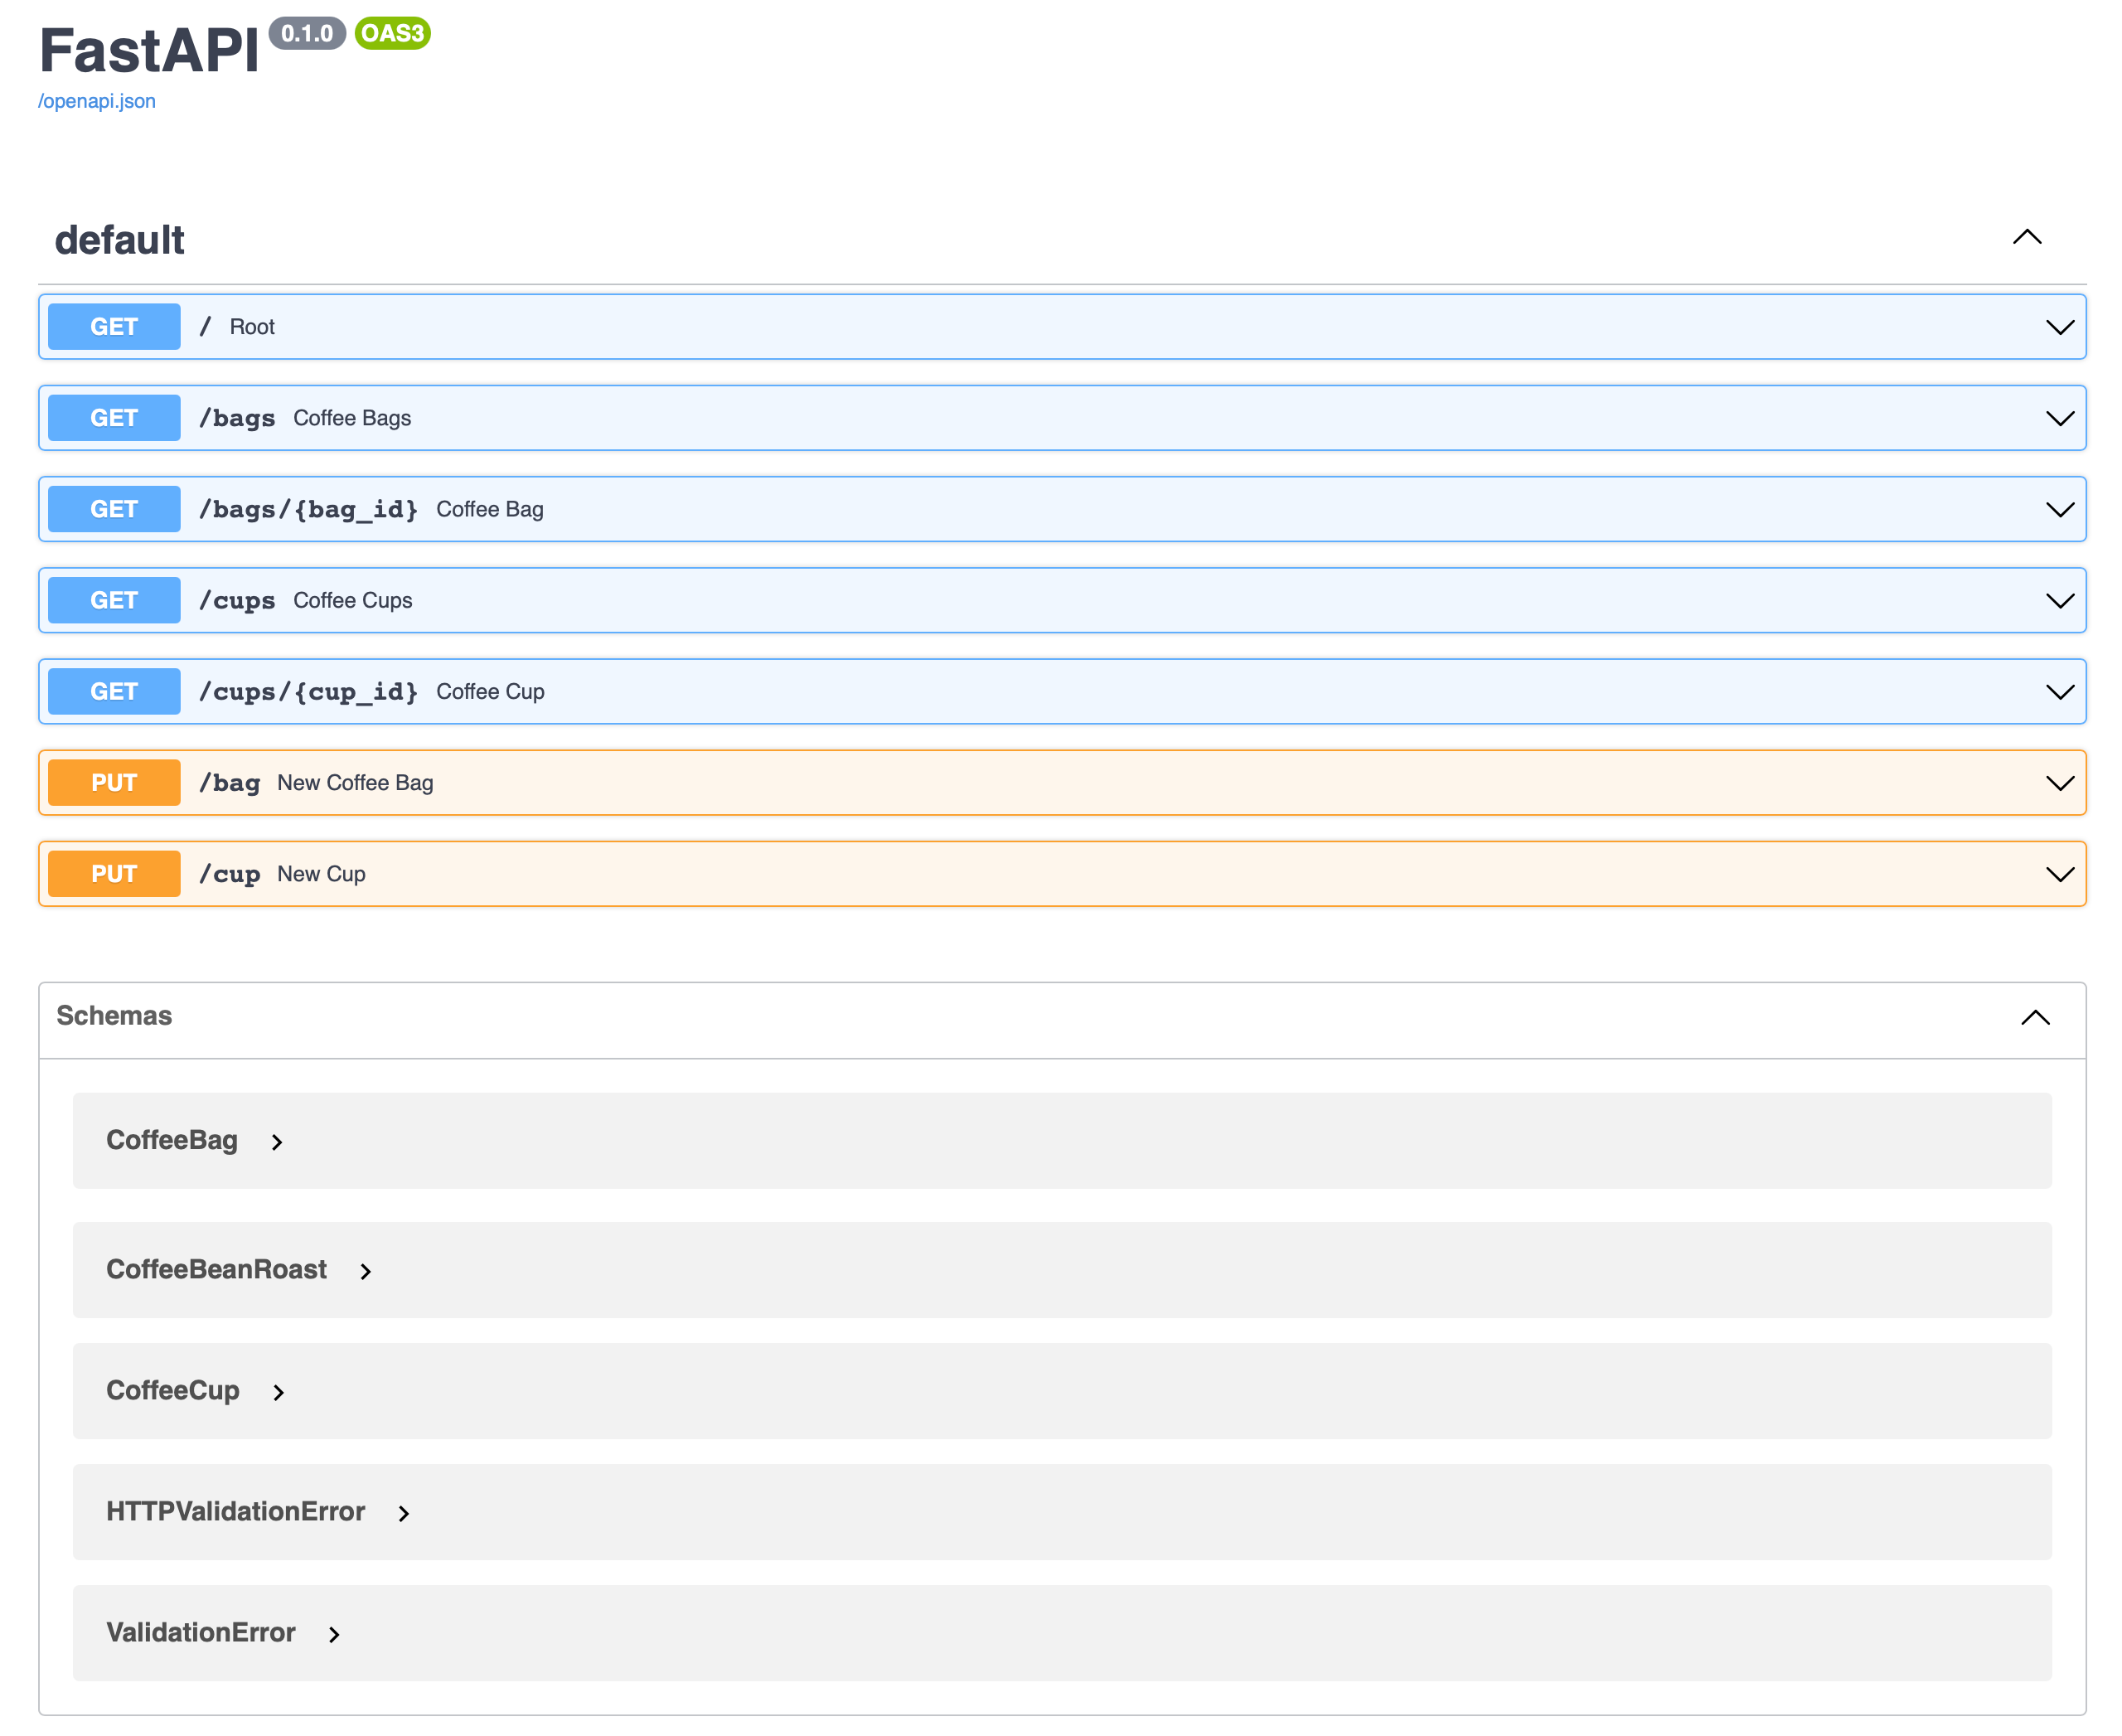 FastAPI 0.1.0 OAS3
/openapi.json
default
GET / Root
GET /bags Coffee Bags
GET /bags/{bag_id} Coffee Bag
GET /cups Coffee Cups
GET /cups/{cup_id} Coffee Cup
PUT /bag New Coffee Bag
PUT /cup New Cup
Schemas
CoffeeBag
CoffeeBeanRoast
CoffeeCup
HTTPValidationError
ValidationError